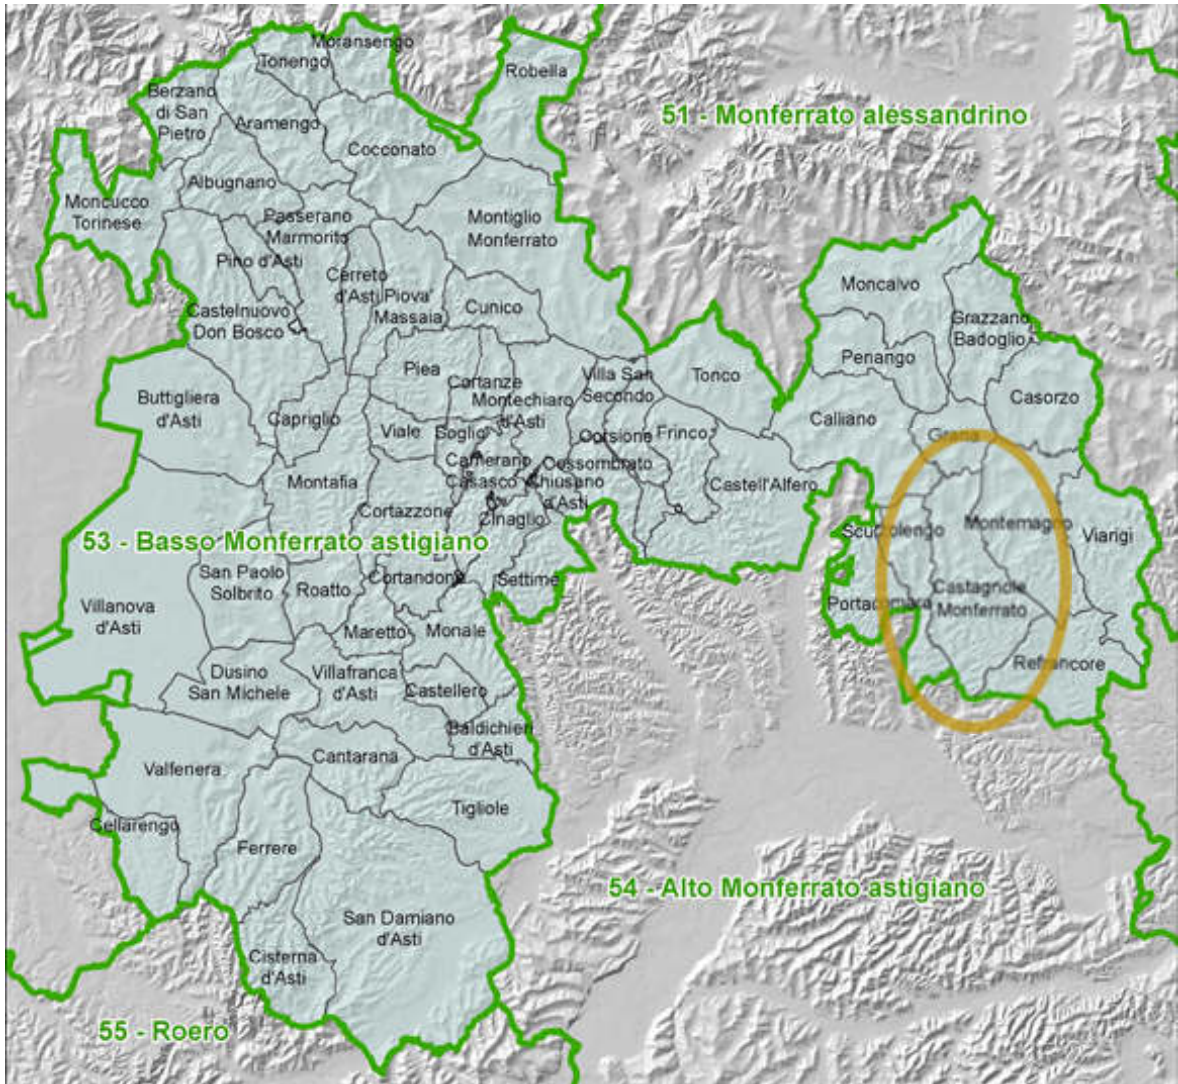 Moransengo
Tonengo
Robella
Berzano
di San
Pietro
Aramengo
51 - Monferrato alessandrino
Cocconato
Albugnano
Moncucco
Torinese
Passerano
Marmorito
Montiglio
Monferrato
Pino d'Asti
Cerreto
d'Asti
Piova'
Massaia
Cunico
Castelnuovo
Don Bosco
Moncalvo
Grazzano
Badoglio
Penango
Piea
Cortanze
Montechiaro
d'Asti
Villa San
Secondo
Tonco
Casorzo
Buttigliera
d'Asti
Capriglio
Viale
Soglio
Corsione
Frinco
Calliano
Grana
Camerano
Casasco
Cossombrato
Chiusano
d'Asti
Castell'Alfero
Montafia
Cortazzone
Cinaglio
Scurzolengo
Montemagno
Viarigi
53 - Basso Monferrato astigiano
San Paolo
Solbrito
Roatto
Cortandone
Settime
Castagnole
Monferrato
Portacomaro
Villanova
d'Asti
Maretto
Monale
Refrancore
Dusino
San Michele
Villafranca
d'Asti
Castellero
Baldichieri
d'Asti
Cantarana
Valfenera
Tigliole
Cellarengo
Ferrere
54 - Alto Monferrato astigiano
San Damiano
d'Asti
Cisterna
d'Asti
55 - Roero